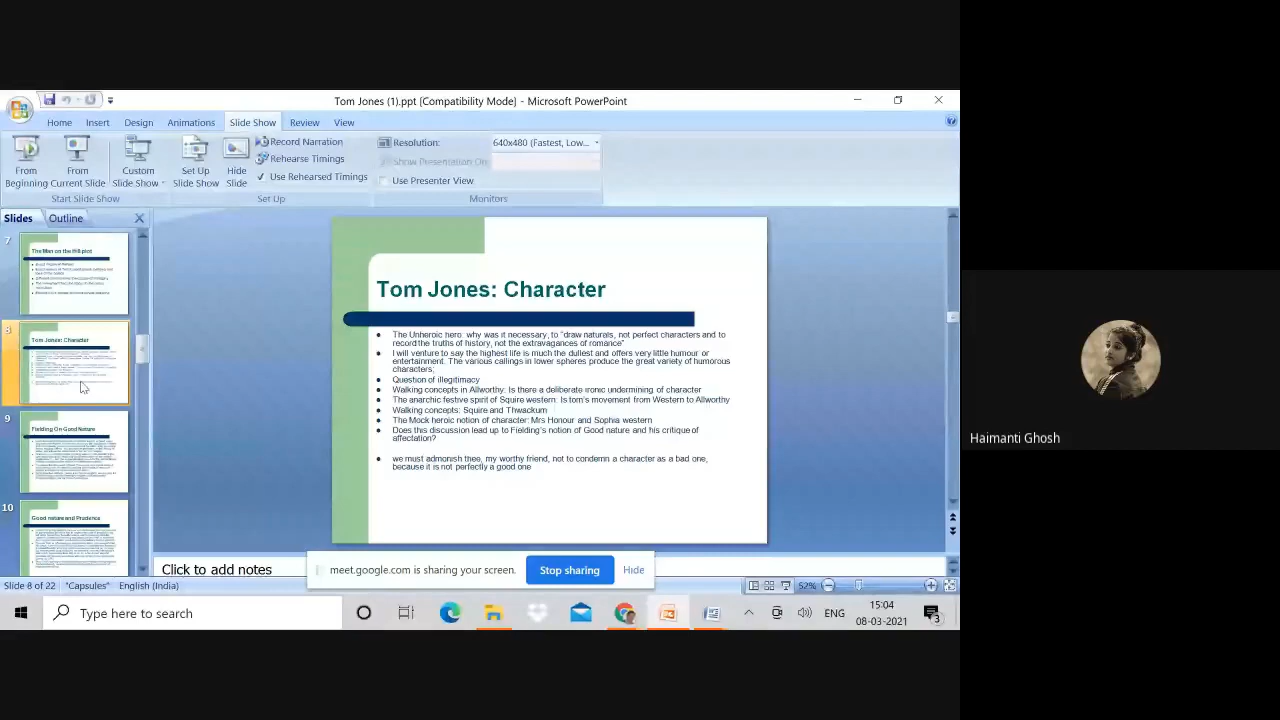 Tom Jones (1).ppt [Compatibility Mode] - Microsoft PowerPoint
Home Insert Design Animations Slide Show Review View
From Beginning
From Current Slide
Custom Slide Show
Start Slide Show
Set Up Slide Show
Hide Slide
Record Narration
Rehearse Timings
Use Rehearsed Timings
Set Up
Resolution: 640x480 (Fastest, Low...
Show Presentation On:
Use Presenter View
Monitors
Slides Outline
7
The Man on the Hill plot
8
Tom Jones: Character
9
Fielding On Good Nature
10
Good nature and Prudence
Tom Jones: Character
The Unheroic hero: why was it necessary, to "draw naturals, not perfect characters and to
record the truths of history, not the extravagances of romance"
I will venture to say the highest life is much the dullest and offers very little humour or
entertainment. The various callings in lower spheres produce the great variety of humorous
characters;
Question of illegitimacy
Walking concepts in Allworthy: Is there a deliberate ironic undermining of character
The anarchic festive spirit of Squire western: Is tom's movement from Western to Allworthy
Walking concepts: Squire and Thwackum
The Mock heroic notion of character: Mrs Honour and Sophia western
Does this discussion lead up to Fielding's notion of Good nature and his critique of
affectation?
we must admonish thee, my worthy friend, not to condemn a character as a bad one,
because it is not perfectly a good one
Click to add notes
meet.google.com is sharing your screen.
Stop sharing
Hide
Slide 8 of 22 "Capsules" English (India)
52%
Type here to search
ENG
15:04
08-03-2021
3
Haimanti Ghosh